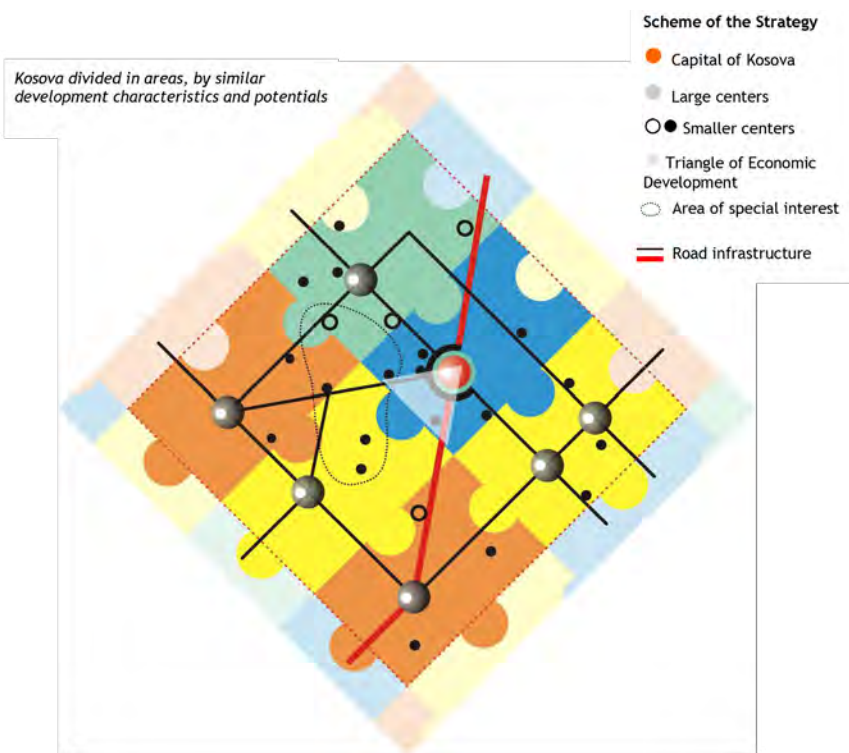 Kosova divided in areas, by similar
development characteristics and potentials
Scheme of the Strategy
Capital of Kosova
Large centers
Smaller centers
Triangle of Economic
Development
Area of special interest
Road infrastructure